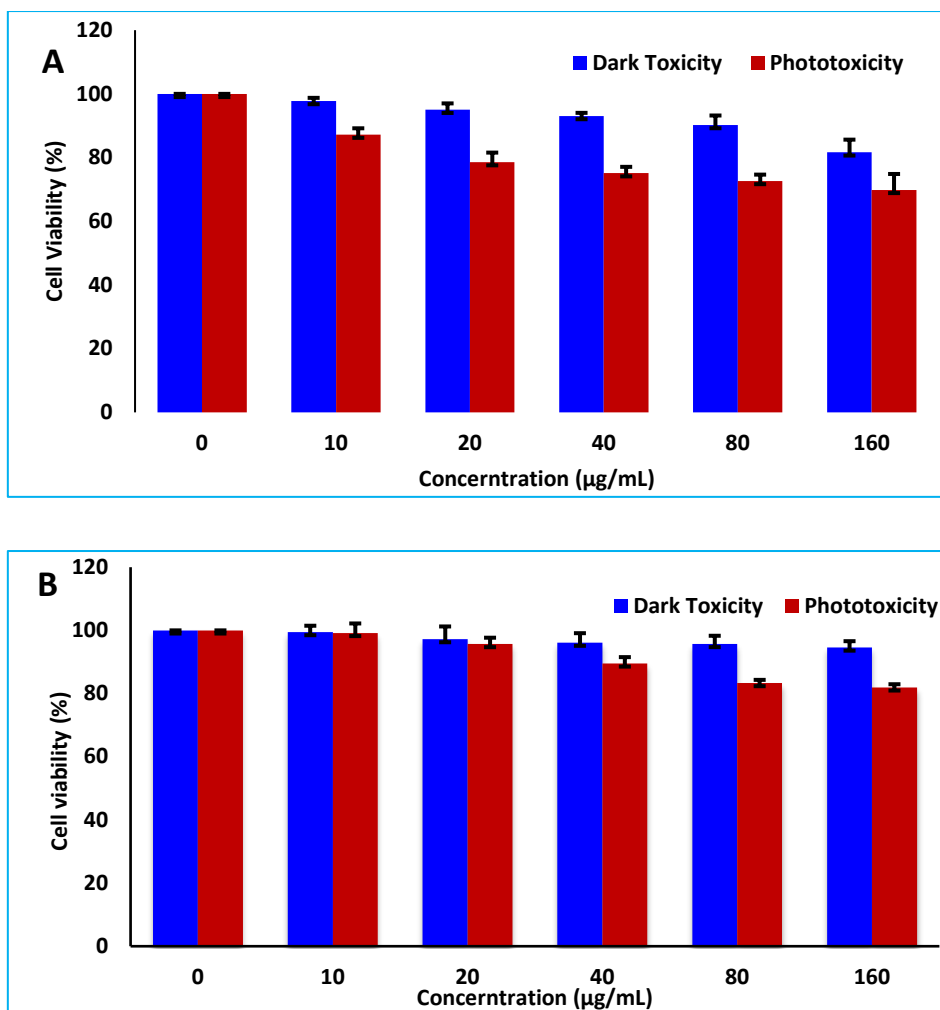 120
A
Dark Toxicity Phototoxicity
100
80
60
40
20
0
Cell Viability (%)
0 10 20 40 80 160
Concerntration (µg/mL)
120
B
Dark Toxicity Phototoxicity
100
80
60
40
20
0
Cell viability (%)
0 10 20 40 80 160
Concerntration (µg/mL)